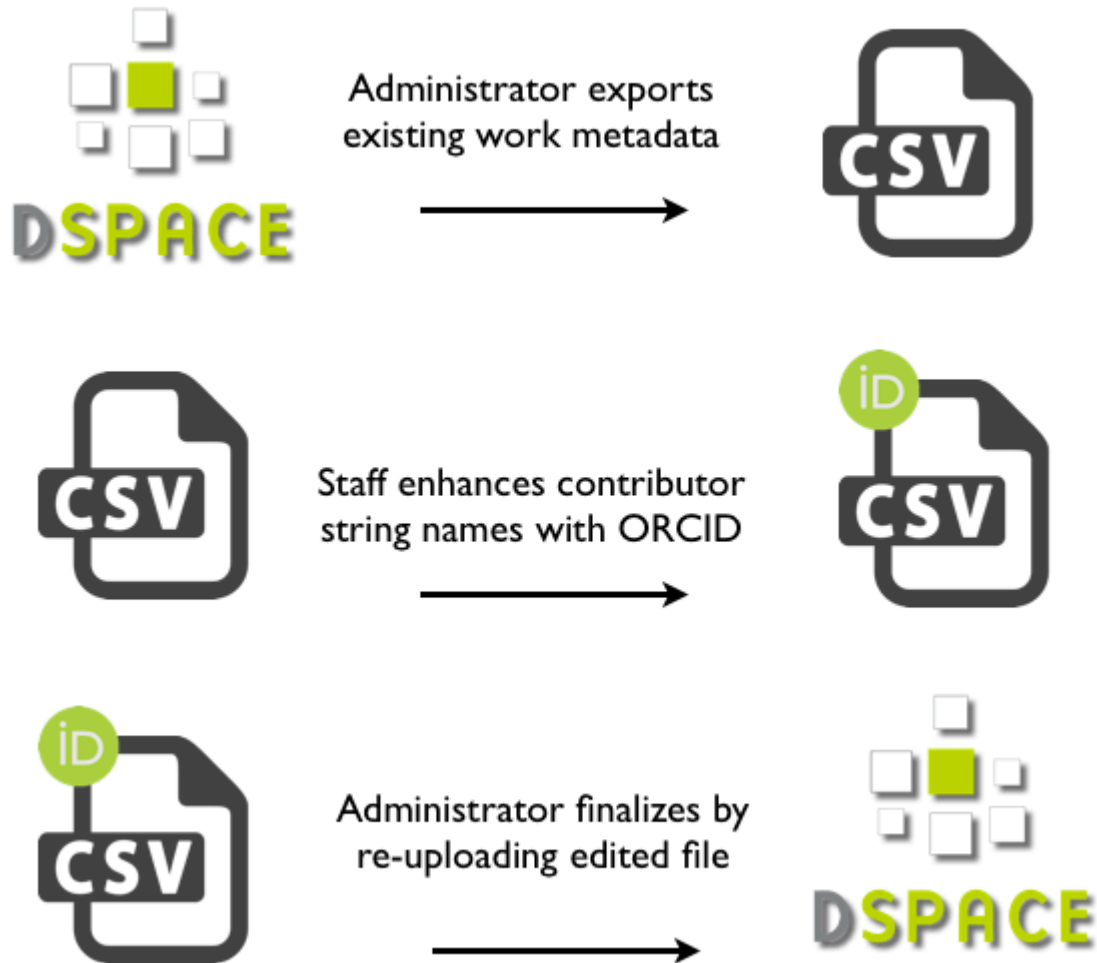 Administrator exports
existing work metadata
CSV
DSPACE
iD
CSV
Staff enhances contributor
string names with ORCID
CSV
iD
Administrator finalizes by
re-uploading edited file
CSV
DSPACE